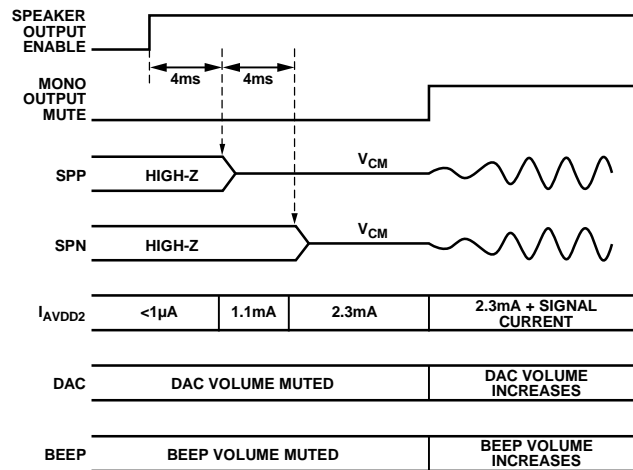 SPEAKER
OUTPUT
ENABLE
4ms 4ms
MONO
OUTPUT
MUTE
SPP HIGH-Z VCM
SPN HIGH-Z VCM
IAVDD2 <1µA 1.1mA 2.3mA 2.3mA + SIGNAL
CURRENT
DAC DAC VOLUME MUTED DAC VOLUME
INCREASES
BEEP BEEP VOLUME MUTED BEEP VOLUME
INCREASES